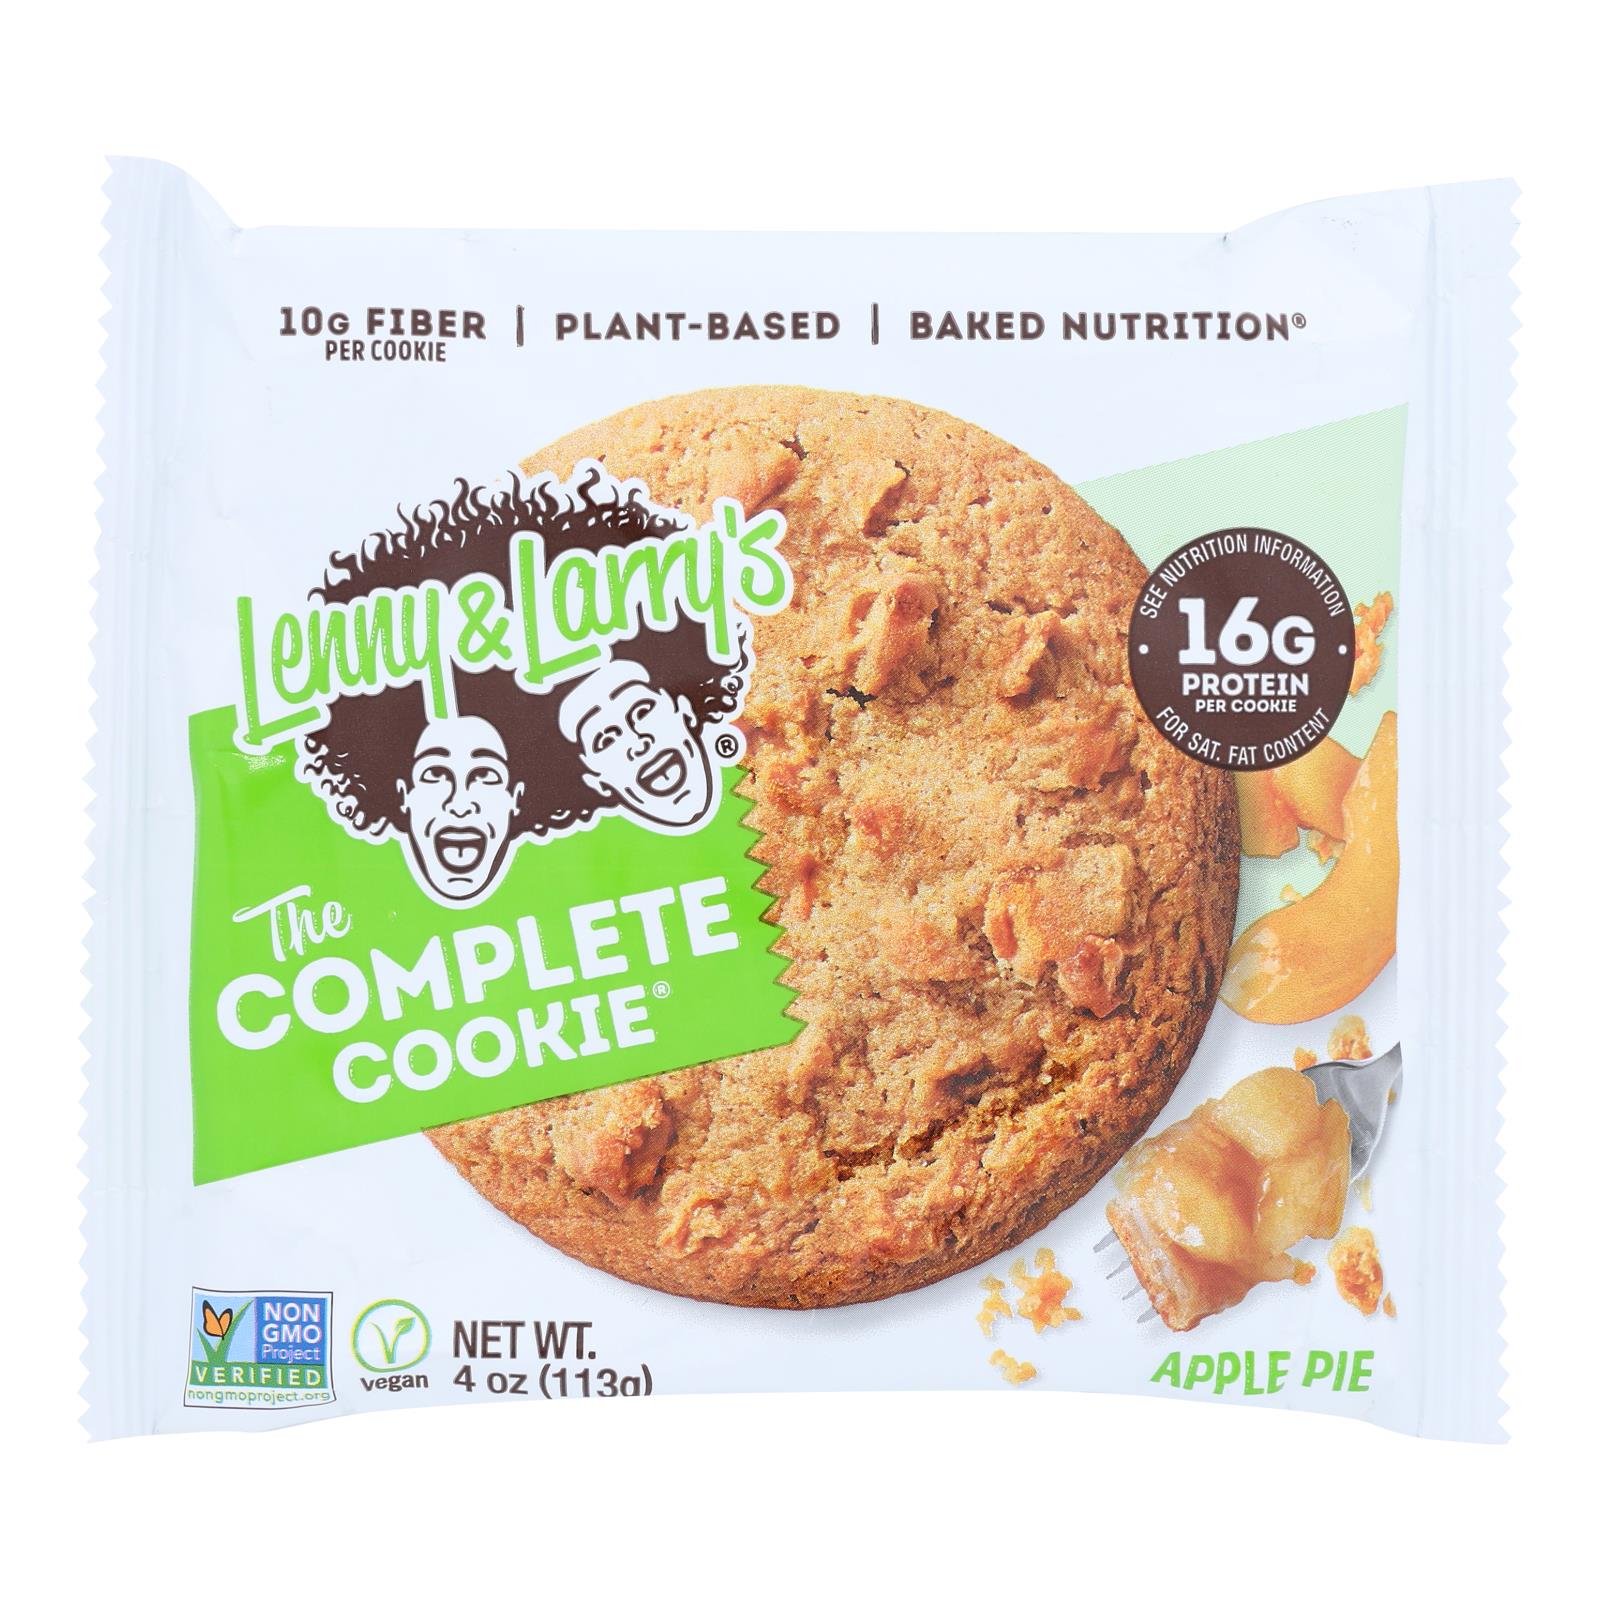 10G FIBER | PLANT-BASED | BAKED NUTRITION®
PER COOKIE
Lenny & Larry's
®
The
COMPLETE
COOKIE®
SEE NUTRITION INFORMATION
16G
PROTEIN
PER COOKIE
FOR SAT. FAT CONTENT
NON
GMO
Project
VERIFIED
nongmoproject.org
vegan
NET WT.
4 oz (113g)
APPLE PIE